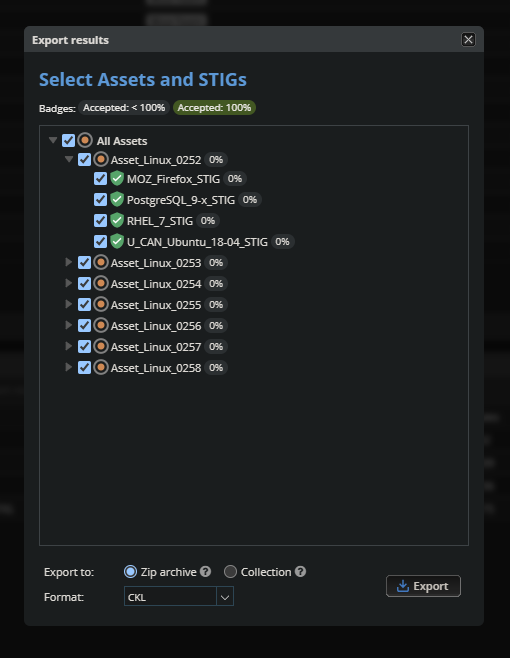 Export results
Select Assets and STIGs
Badges: Accepted: < 100% Accepted: 100%
All Assets
Asset_Linux_0252 0%
MOZ_Firefox_STIG 0%
PostgreSQL_9-x_STIG 0%
RHEL_7_STIG 0%
U_CAN_Ubuntu_18-04_STIG 0%
Asset_Linux_0253 0%
Asset_Linux_0254 0%
Asset_Linux_0255 0%
Asset_Linux_0256 0%
Asset_Linux_0257 0%
Asset_Linux_0258 0%
Export to: Zip archive ? Collection ?
Format: CKL
Export